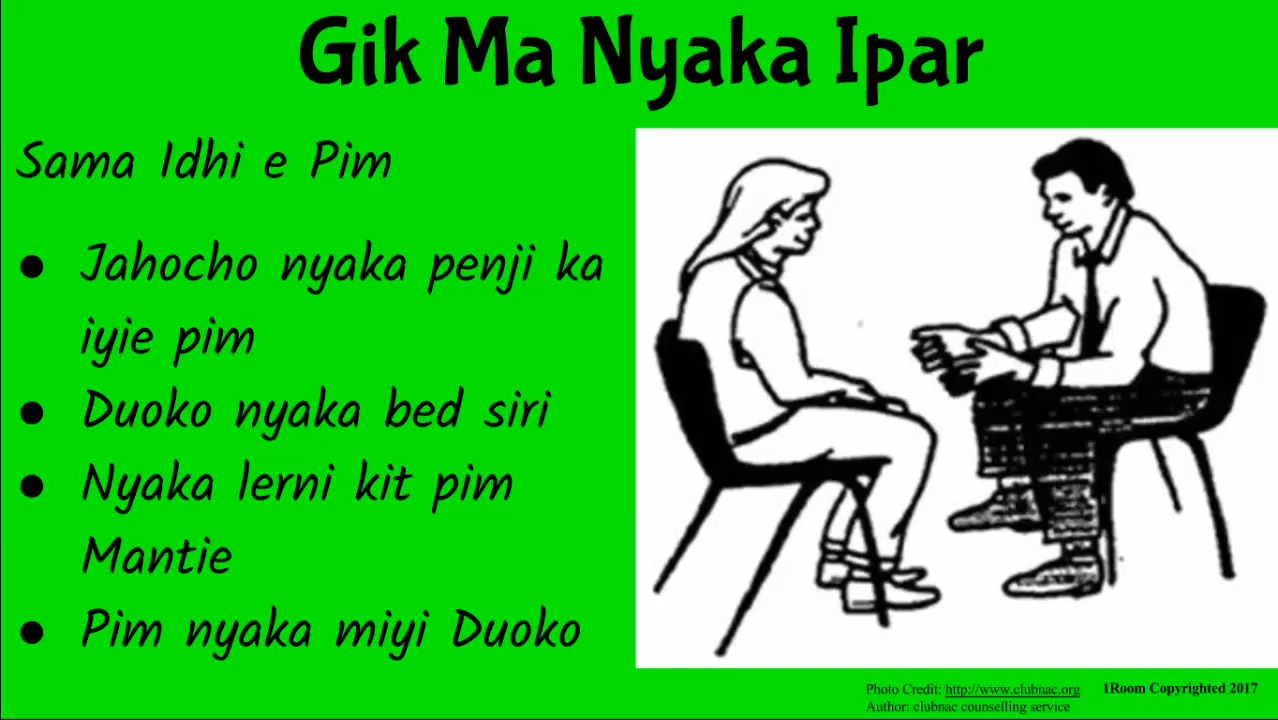 Gik Ma Nyaka Ipar
Sama Idhi e Pim
● Jahocho nyaka penji ka
iyie pim
● Duoko nyaka bed siri
● Nyaka lerni kit pim
Mantie
● Pim nyaka miyi Duoko
Photo Credit: http://www.clubnac.org
Author: clubnac counselling service
1Room Copyrighted 2017